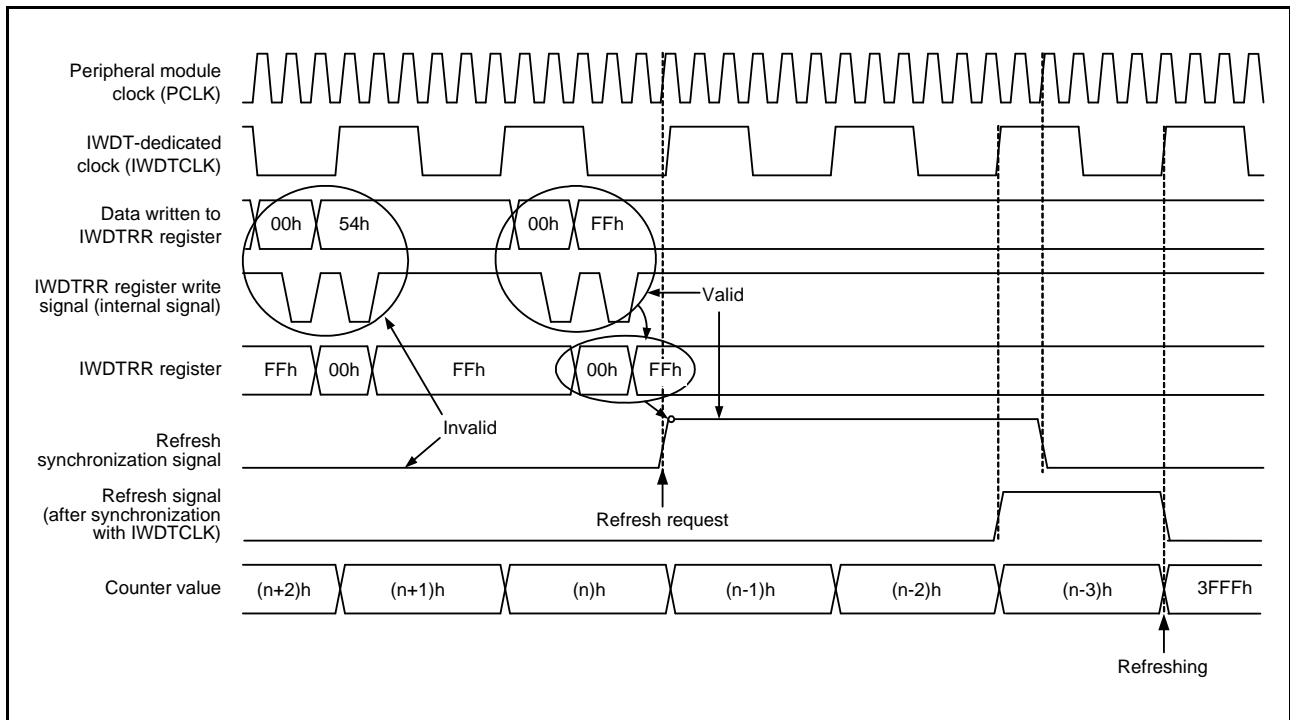 Peripheral module
clock (PCLK)
IWDT-dedicated
clock (IWDTCLK)
Data written to
IWDTRR register
00h 54h 00h FFh
IWDTRR register write
signal (internal signal)
Valid
IWDTRR register
FFh 00h FFh 00h FFh
Invalid
Refresh
synchronization signal
Refresh signal
(after synchronization
with IWDTCLK)
Refresh request
Counter value
(n+2)h (n+1)h (n)h (n-1)h (n-2)h (n-3)h 3FFFh
Refreshing